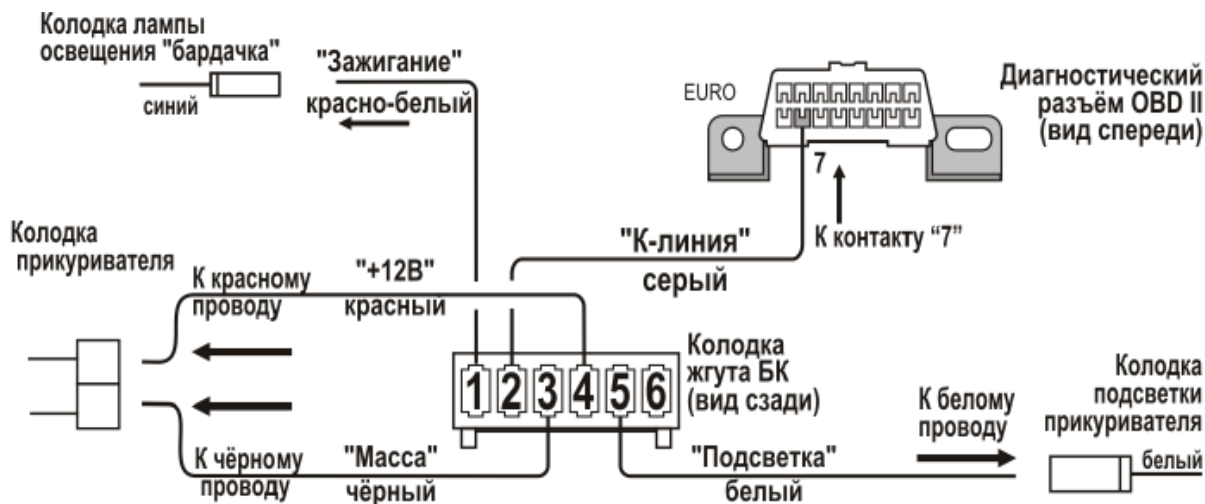 Колодка лампы
освещения "бардачка"
синий
"Зажигание"
красно-белый
EURO
7
Диагностический
разъём OBD II
(вид спереди)
К контакту “7”
"К-линия"
серый
Колодка
прикуривателя
К красному
проводу
"+12В"
красный
1 2 3 4 5 6
Колодка
жгута БК
(вид сзади)
К чёрному
проводу
"Масса"
чёрный
"Подсветка"
белый
К белому
проводу
Колодка
подсветки
прикуривателя
белый